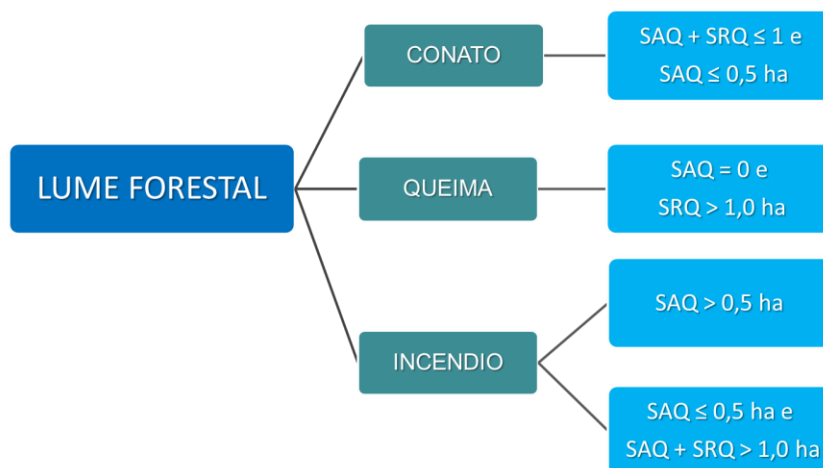 LUME FORESTAL
CONATO
SAQ + SRQ ≤ 1 e
SAQ ≤ 0,5 ha
QUEIMA
SAQ = 0 e
SRQ > 1,0 ha
INCENDIO
SAQ > 0,5 ha
SAQ ≤ 0,5 ha e
SAQ + SRQ > 1,0 ha